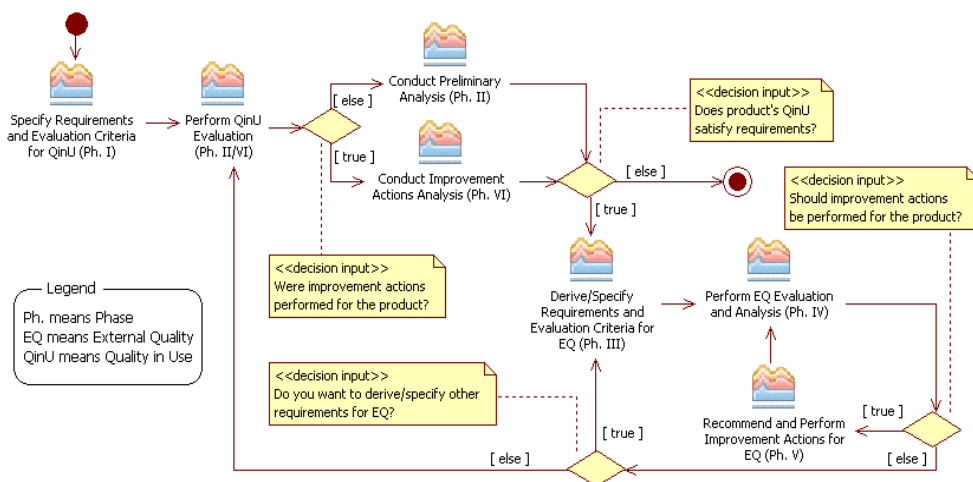 Specify Requirements
and Evaluation Criteria
for QinU (Ph. I)
Perform QinU
Evaluation
(Ph. II/VI)
[ else ]
[ true ]
Conduct Preliminary
Analysis (Ph. II)
Conduct Improvement
Actions Analysis (Ph. VI)
<<decision input>>
Does product's QinU
satisfy requirements?
[ else ]
[ true ]
<<decision input>>
Should improvement actions
be performed for the product?
<<decision input>>
Were improvement actions
performed for the product?
Derive/Specify
Requirements and
Evaluation Criteria for
EQ (Ph. III)
Perform EQ Evaluation
and Analysis (Ph. IV)
Legend
Ph. means Phase
EQ means External Quality
QinU means Quality in Use
<<decision input>>
Do you want to derive/specify other
requirements for EQ?
Recommend and Perform
Improvement Actions for
EQ (Ph. V)
[ true ]
[ else ]
[ true ]
[ else ]